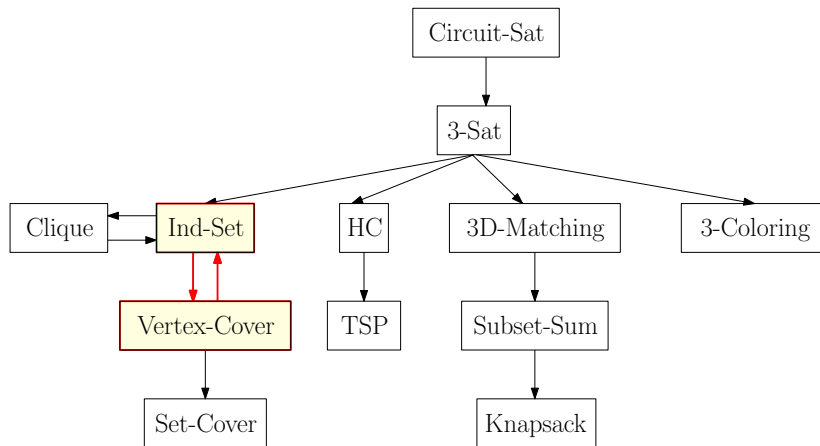 Circuit-Sat
3-Sat
Clique
Ind-Set
HC
3D-Matching
3-Coloring
Vertex-Cover
TSP
Subset-Sum
Set-Cover
Knapsack